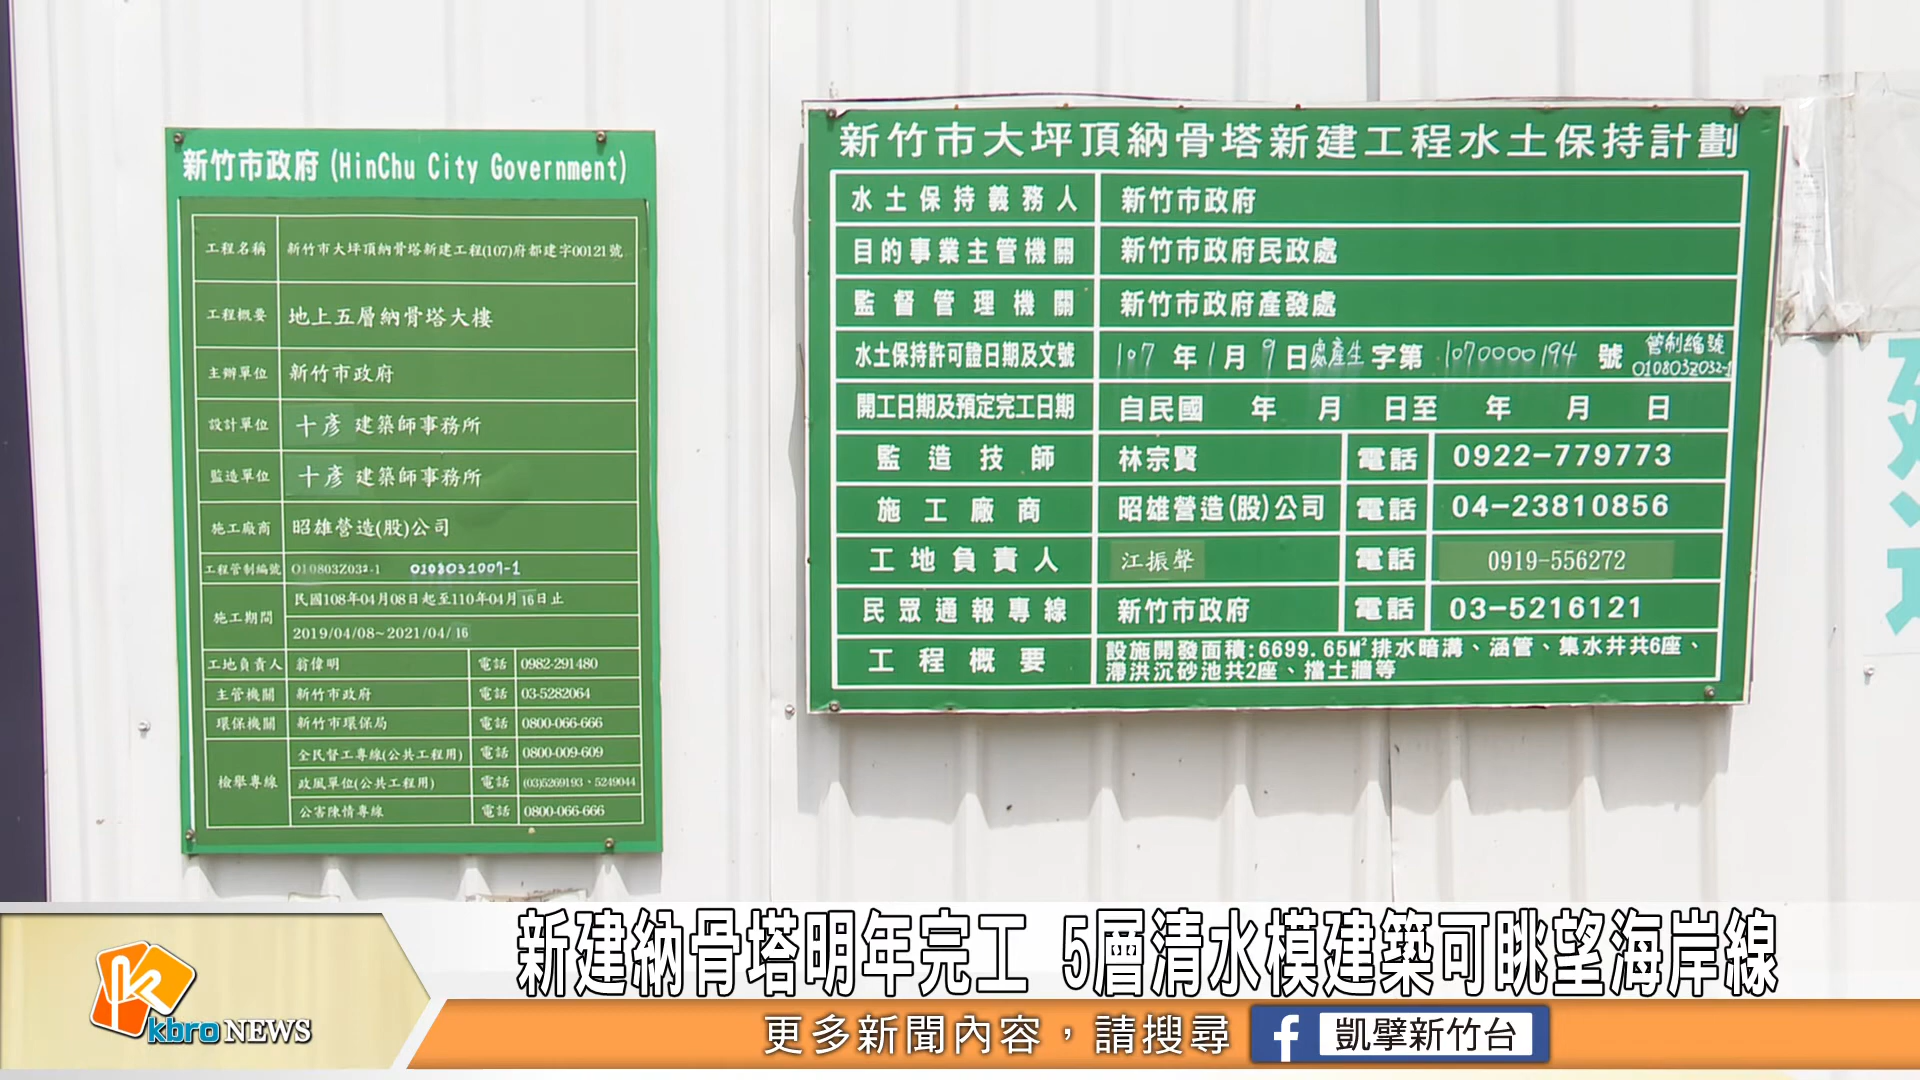 新竹市政府(HinChu City Government)
工程名稱 新竹市大坪頂納骨塔新建工程(107)府都建字00121號
工程概要 地上五層納骨塔大樓
主辦單位 新竹市政府
設計單位 十彥 建築師事務所
監造單位 十彥 建築師事務所
施工廠商 昭雄營造(股)公司
工程管制編號 O10803Z032-1 O108031009-1
施工期間 民國108年04月08日起至110年04月16日止
2019/04/08~2021/04/16
工地負責人 翁偉明 電話 0982-291480
主管機關 新竹市政府 電話 03-5282064
環保機關 新竹市環保局 電話 0800-066-666
檢舉專線 全民督工專線(公共工程用) 電話 0800-009-609
政風單位(公共工程用) 電話 (03)5269193、5249044
公害陳情專線 電話 0800-066-666
新竹市大坪頂納骨塔新建工程水土保持計劃
水土保持義務人 新竹市政府
目的事業主管機關 新竹市政府民政處
監督管理機關 新竹市政府產發處
水土保持許可證日期及文號 107 年 1 月 9 日 處產生 字第 1070000194 號 管制編號
O10803Z032-1
開工日期及預定完工日期 自民國 年 月 日至 年 月 日
監造技師 林宗賢 電話 0922-779773
施工廠商 昭雄營造(股)公司 電話 04-23810856
工地負責人 江振聲 電話 0919-556272
民眾通報專線 新竹市政府 電話 03-5216121
工程概要 設施開發面積:6699.65M²排水暗溝、涵管、集水井共6座、
滯洪沉砂池共2座、擋土牆等
新建納骨塔明年完工 5層清水模建築可眺望海岸線
kbro NEWS
更多新聞內容，請搜尋 f 凱擘新竹台